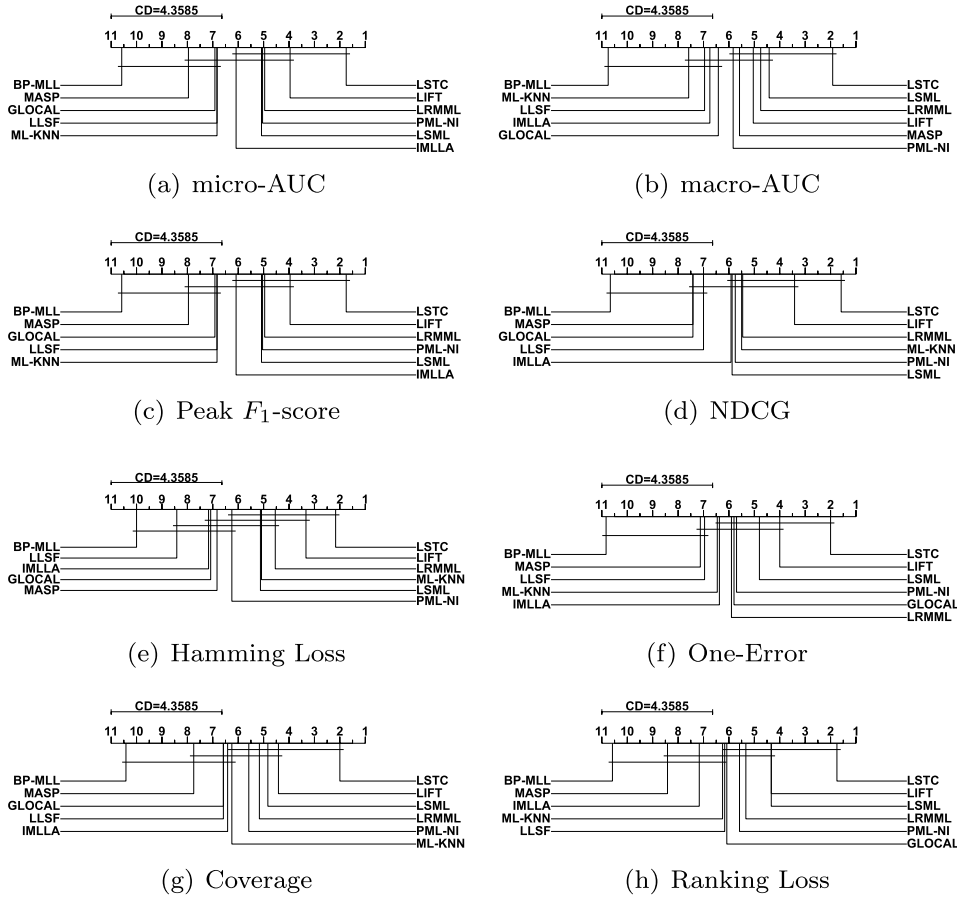 CD=4.3585
11 10 9 8 7 6 5 4 3 2 1
BP-MLL LSTC
MASP LIFT
GLOCAL LRMML
LLSF PML-NI
ML-KNN LSML
IMLLA
(a) micro-AUC
CD=4.3585
11 10 9 8 7 6 5 4 3 2 1
BP-MLL LSTC
ML-KNN LSML
LLSF LRMML
IMLLA LIFT
GLOCAL MASP
PML-NI
(b) macro-AUC
CD=4.3585
11 10 9 8 7 6 5 4 3 2 1
BP-MLL LSTC
MASP LIFT
GLOCAL LRMML
LLSF PML-NI
ML-KNN LSML
IMLLA
(c) Peak F1-score
CD=4.3585
11 10 9 8 7 6 5 4 3 2 1
BP-MLL LSTC
MASP LIFT
GLOCAL LRMML
LLSF ML-KNN
IMLLA PML-NI
LSML
(d) NDCG
CD=4.3585
11 10 9 8 7 6 5 4 3 2 1
BP-MLL LSTC
LLSF LIFT
IMLLA LRMML
GLOCAL ML-KNN
MASP LSML
PML-NI
(e) Hamming Loss
CD=4.3585
11 10 9 8 7 6 5 4 3 2 1
BP-MLL LSTC
MASP LIFT
LLSF LSML
ML-KNN PML-NI
IMLLA GLOCAL
LRMML
(f) One-Error
CD=4.3585
11 10 9 8 7 6 5 4 3 2 1
BP-MLL LSTC
MASP LIFT
GLOCAL LSML
LLSF LRMML
IMLLA PML-NI
ML-KNN
(g) Coverage
CD=4.3585
11 10 9 8 7 6 5 4 3 2 1
BP-MLL LSTC
MASP LIFT
IMLLA LSML
ML-KNN LRMML
LLSF PML-NI
GLOCAL
(h) Ranking Loss